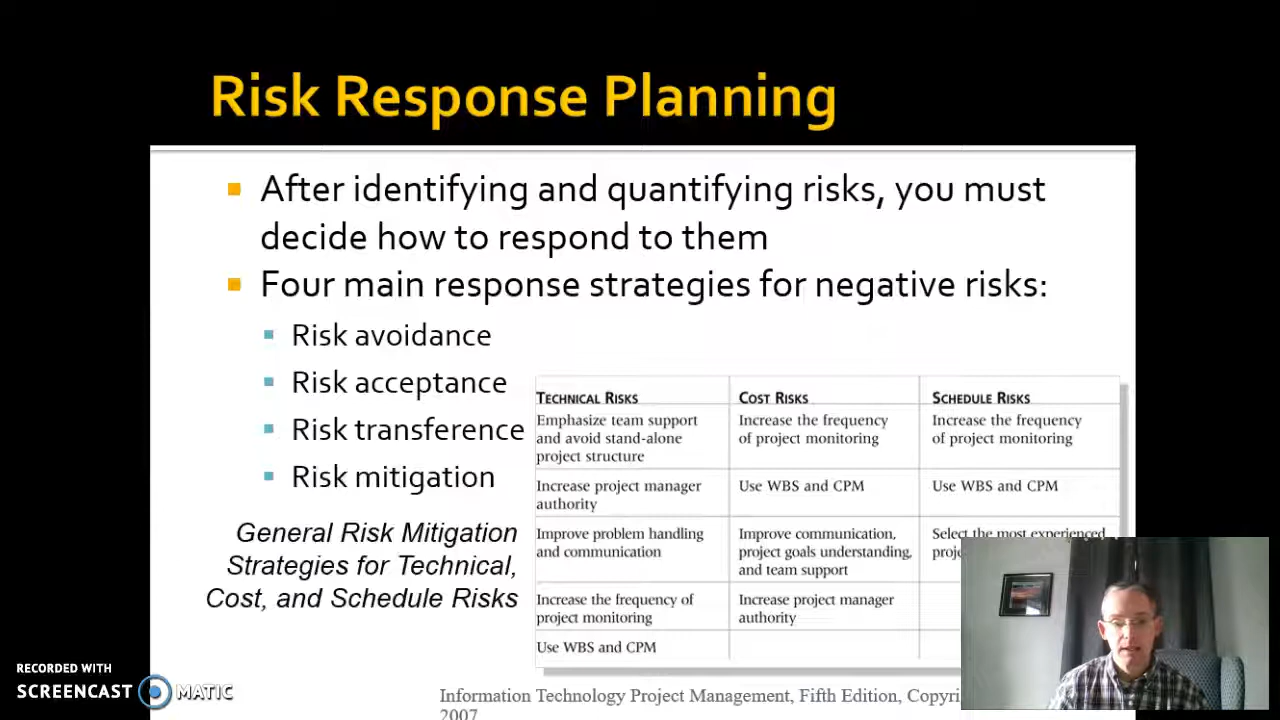 Risk Response Planning
After identifying and quantifying risks, you must
decide how to respond to them
Four main response strategies for negative risks:
Risk avoidance
Risk acceptance
Risk transference
Risk mitigation
General Risk Mitigation
Strategies for Technical,
Cost, and Schedule Risks
TECHNICAL RISKS
COST RISKS
SCHEDULE RISKS
Emphasize team support
and avoid stand-alone
project structure
Increase the frequency
of project monitoring
Increase the frequency
of project monitoring
Increase project manager
authority
Use WBS and CPM
Use WBS and CPM
Improve problem handling
and communication
Improve communication,
project goals understanding,
and team support
Select the most experienced
Increase the frequency of
project monitoring
Increase project manager
authority
Use WBS and CPM
Information Technology Project Management, Fifth Edition,
2007
RECORDED WITH
SCREENCAST MATIC